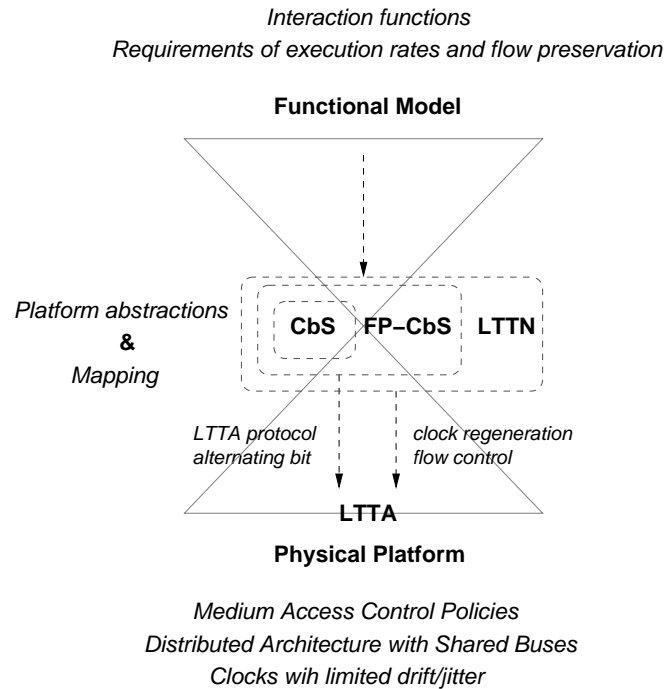 Interaction functions
Requirements of execution rates and flow preservation
Functional Model
Platform abstractions
&
Mapping
CbS FP–CbS LTTN
LTTA protocol
alternating bit
clock regeneration
flow control
LTTA
Physical Platform
Medium Access Control Policies
Distributed Architecture with Shared Buses
Clocks wih limited drift/jitter